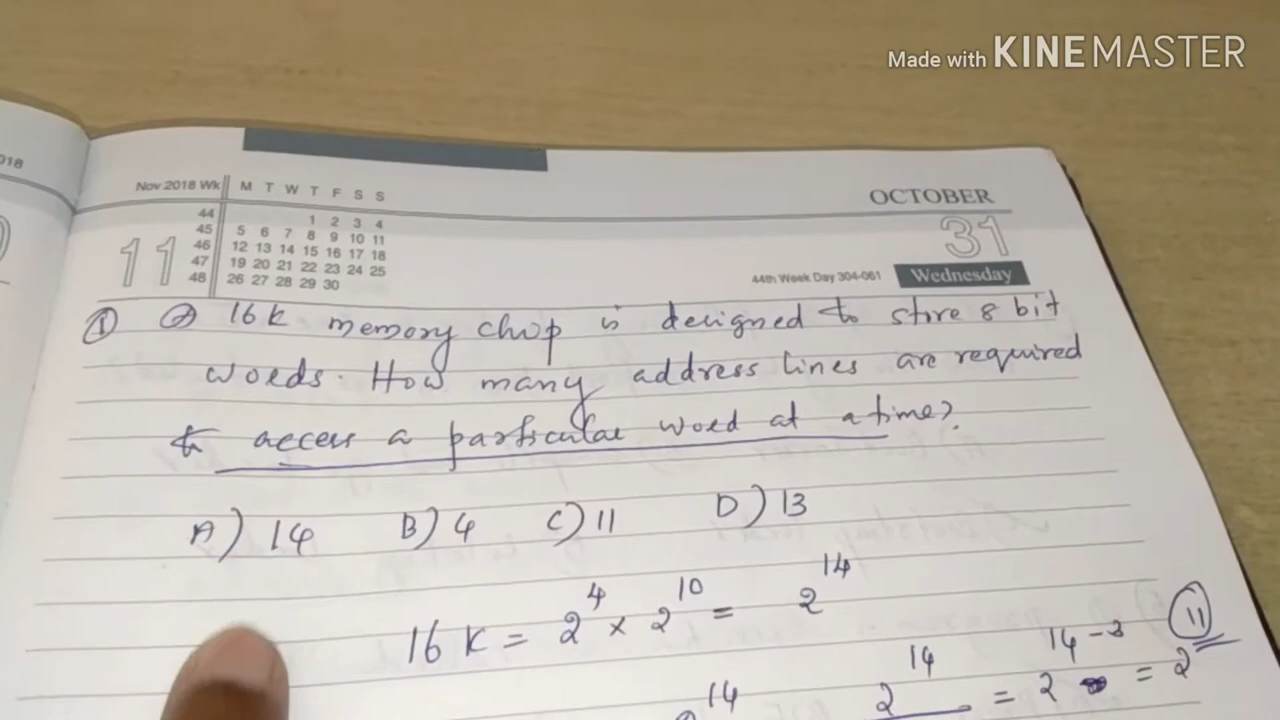 Made with KINEMASTER
018
Nov 2018 Wk M T W T F S S
44 1 2 3 4
45 5 6 7 8 9 10 11
46 12 13 14 15 16 17 18
47 19 20 21 22 23 24 25
48 26 27 28 29 30
11
OCTOBER
31
44th Week Day 304-061 Wednesday
① 16k memory chip is designed to store 8 bit
words. How many address lines are required
to access a particular word at a time?
A) 14 B) 4 C) 11 D) 13
16 K = 2^4 × 2^10 = 2^14
2^14 = 2^14-3 = 2^11
14